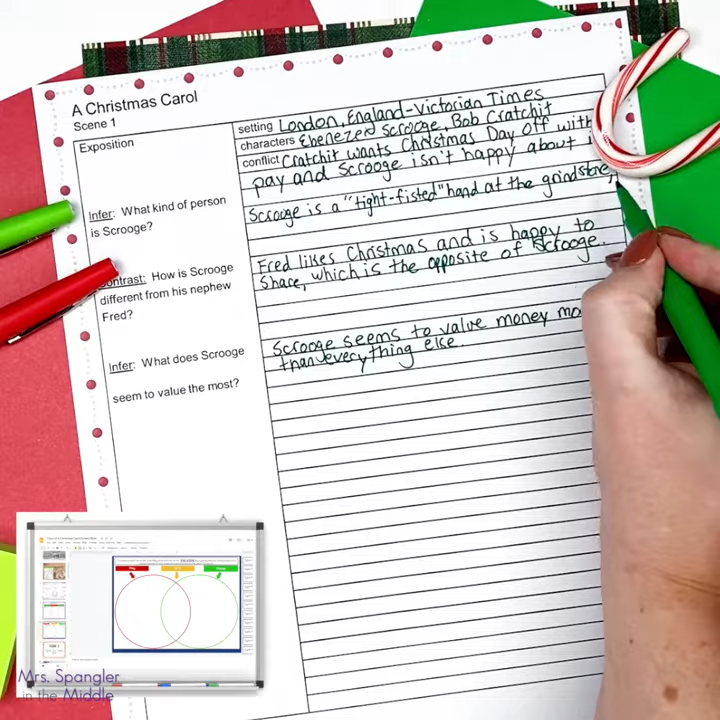 A Christmas Carol
Scene 1
Exposition
setting London, England-Victorian Times
characters Ebenezer Scrooge, Bob Cratchit
conflict Cratchit wants Christmas Day off with
pay and Scrooge isn't happy about
Infer: What kind of person
is Scrooge?
Scrooge is a "tight-fisted" hand at the grindstone,
Contrast: How is Scrooge
different from his nephew
Fred?
Fred likes Christmas and is happy to
share, which is the opposite of Scrooge.
Infer: What does Scrooge
seem to value the most?
Scrooge seems to value money
than everything else.
Mrs. Spangler
in the Middle